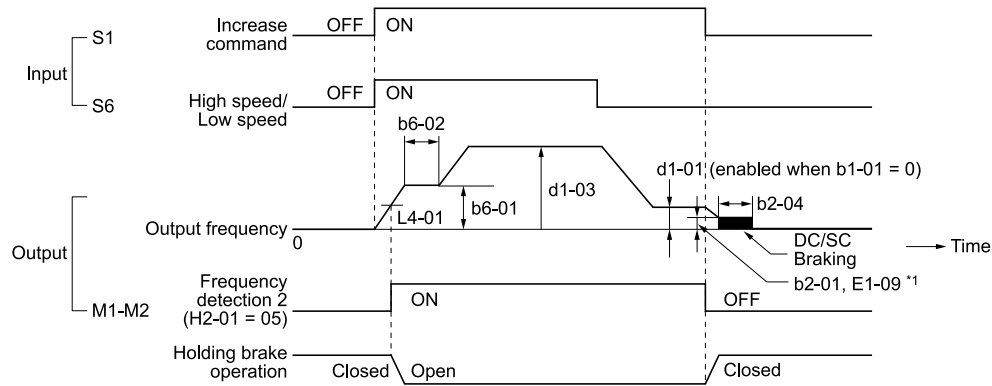 Increase
command
OFF
ON
S1
Input
S6
High speed/
Low speed
OFF
ON
b6-02
d1-01 (enabled when b1-01 = 0)
b2-04
d1-03
L4-01
b6-01
Output frequency
0
DC/SC
Braking
Time
Output
b2-01, E1-09 *1
Frequency
detection 2
(H2-01 = 05)
ON
OFF
M1-M2
Holding brake
operation
Closed
Open
Closed